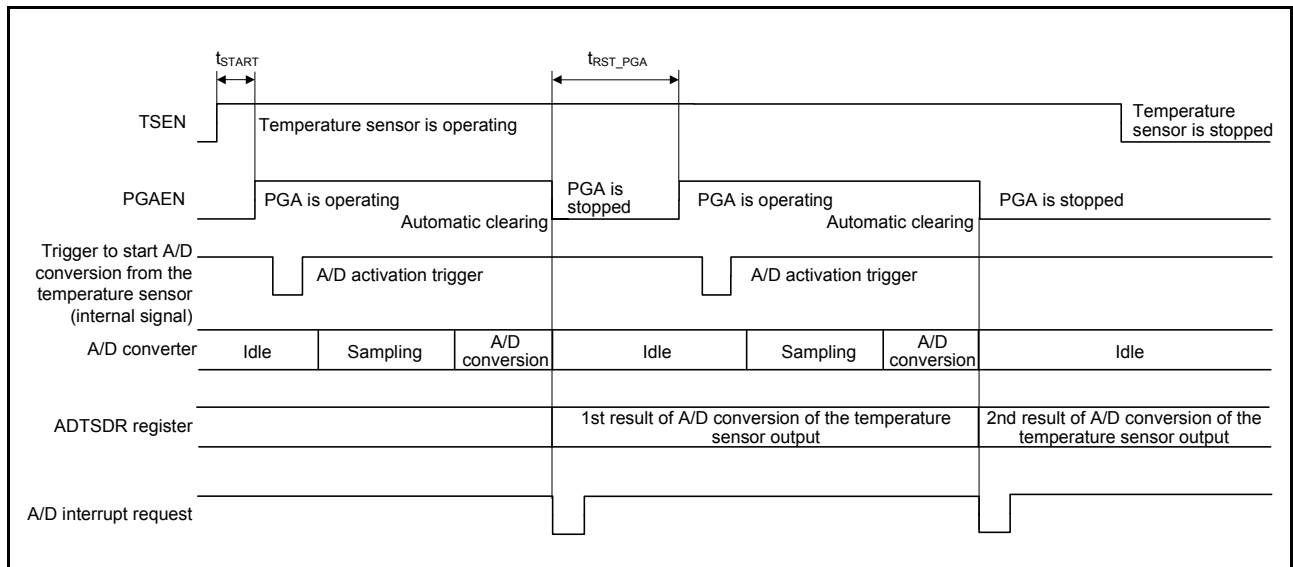 tSTART
tRST_PGA
TSEN
Temperature sensor is operating
Temperature
sensor is stopped
PGAEN
PGA is operating
Automatic clearing
PGA is
stopped
PGA is operating
Automatic clearing
PGA is stopped
Trigger to start A/D
conversion from the
temperature sensor
(internal signal)
A/D activation trigger
A/D activation trigger
A/D converter
Idle
Sampling
A/D
conversion
Idle
Sampling
A/D
conversion
Idle
ADTSDR register
1st result of A/D conversion of the temperature
sensor output
2nd result of A/D conversion of the
temperature sensor output
A/D interrupt request